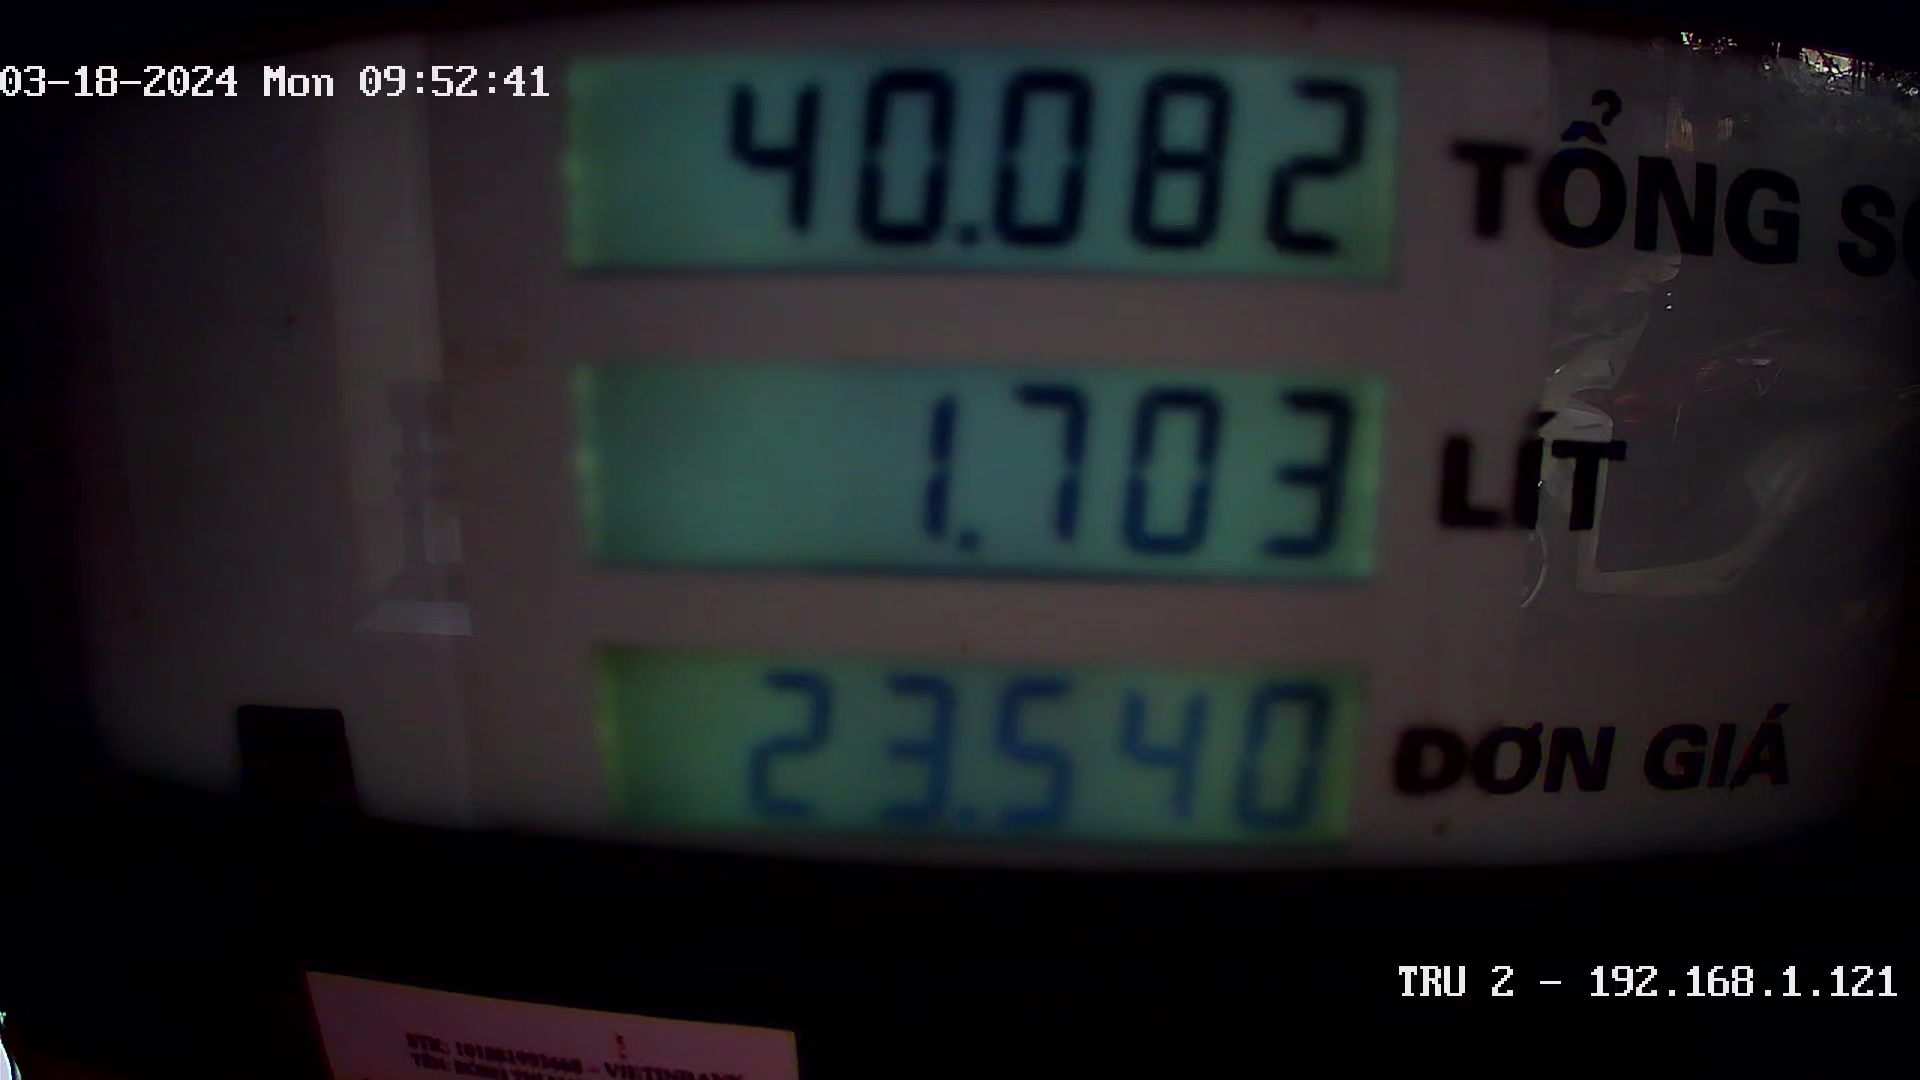 03-18-2024 Mon 09:52:41
40.082 TỔNG SỐ
1.703 LÍT
23.540 ĐƠN GIÁ
TRU 2 - 192.168.1.121
VIETINBANK